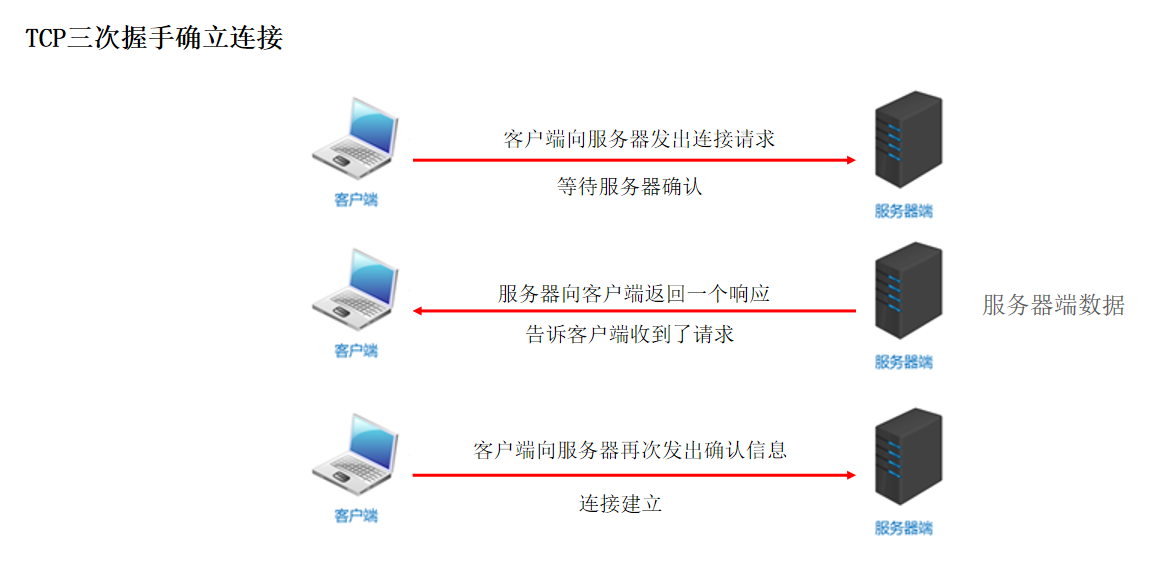 TCP三次握手确立连接
客户端向服务器发出连接请求
等待服务器确认
客户端
服务器端
服务器向客户端返回一个响应
告诉客户端收到了请求
服务器端数据
客户端
服务器端
客户端向服务器再次发出确认信息
连接建立
客户端
服务器端